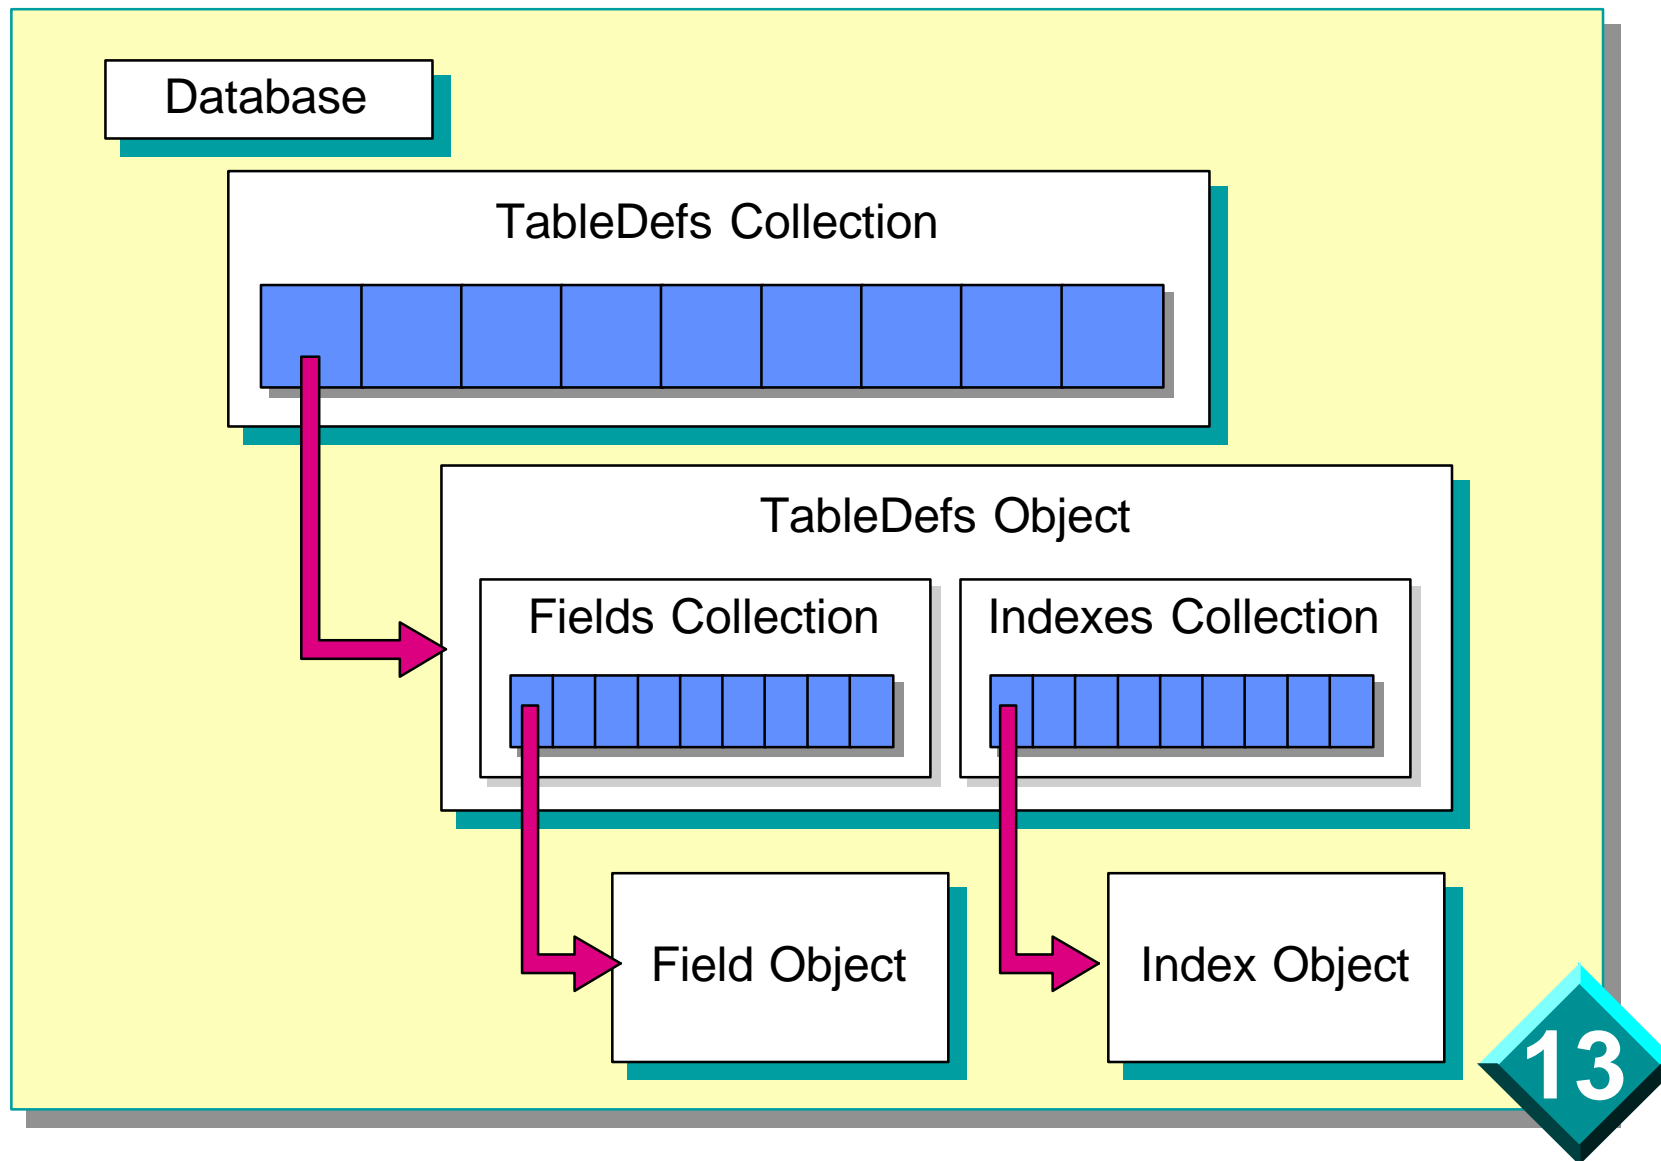 Database
TableDefs Collection
TableDefs Object
Fields Collection
Indexes Collection
Field Object
Index Object
13